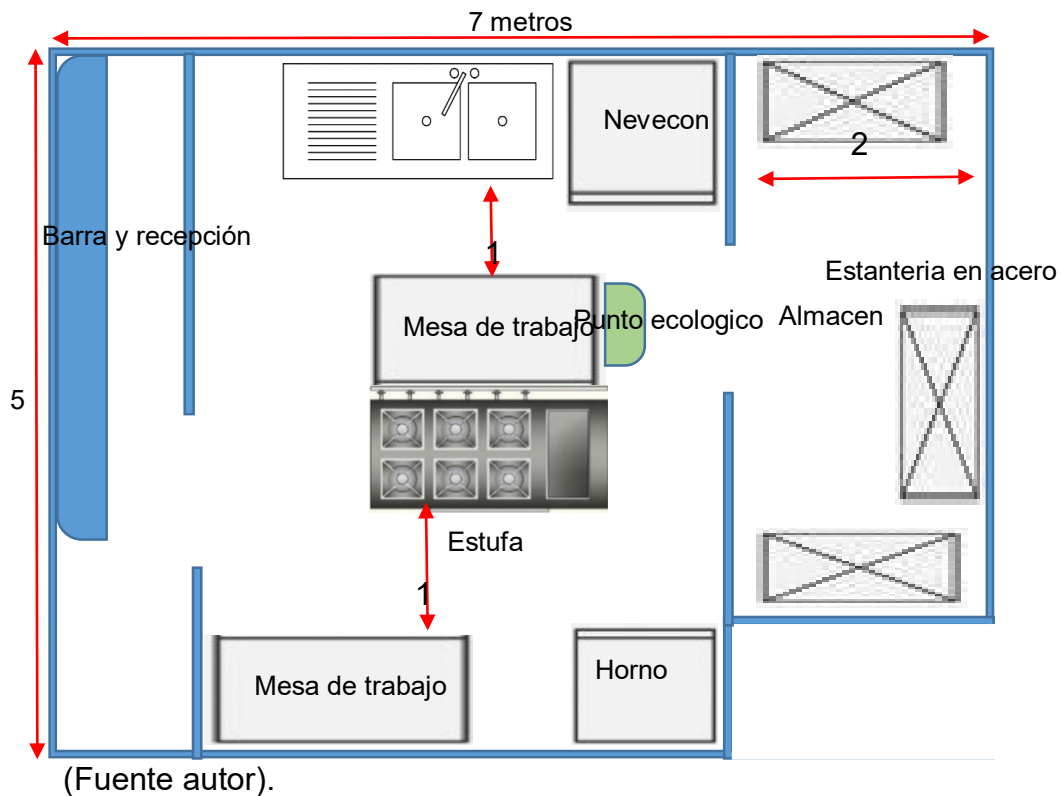 7 metros
Nevecon
2
Barra y recepción
1
Estanteria en acero
Mesa de trabajo
Punto ecologico
Almacen
5
Estufa
1
Mesa de trabajo
Horno
(Fuente autor).